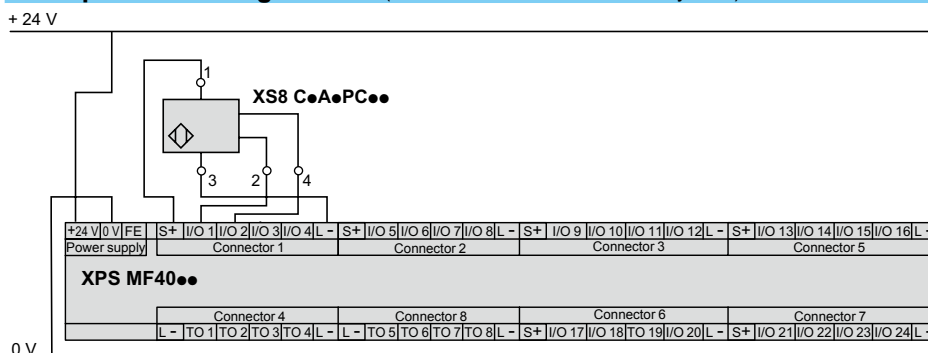 + 24 V
1
XS8 C●A●PC●●
3 2 4
+24 V 0 V FE S+ I/O 1 I/O 2 I/O 3 I/O 4 L - S+ I/O 5 I/O 6 I/O 7 I/O 8 L - S+ I/O 9 I/O 10 I/O 11 I/O 12 L - S+ I/O 13 I/O 14 I/O 15 I/O 16 L -
Power supply Connector 1 Connector 2 Connector 3 Connector 5
XPS MF40●●
Connector 4 Connector 8 Connector 6 Connector 7
L - TO 1 TO 2 TO 3 TO 4 L - L - TO 5 TO 6 TO 7 TO 8 L - S+ I/O 17 I/O 18 TO 19 I/O 20 L - S+ I/O 21 I/O 22 I/O 23 I/O 24 L -
0 V